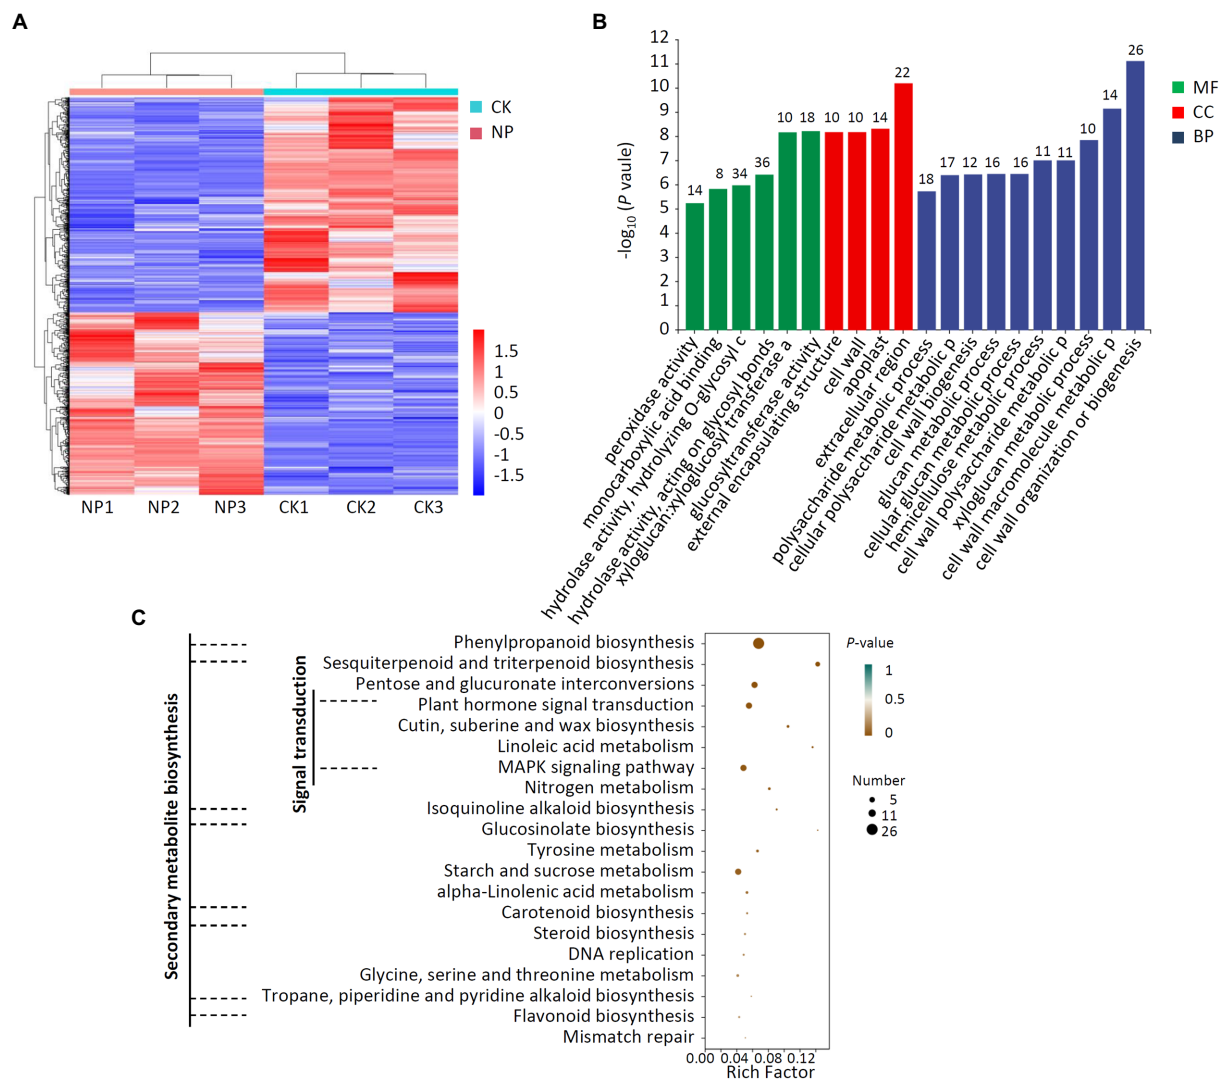 A
CK
NP
1.5
1
0.5
0
-0.5
-1
-1.5
NP1 NP2 NP3 CK1 CK2 CK3
B
-log10 (P vaule)
12
11
10
9
8
7
6
5
4
3
2
1
0
14 8 34 36 10 18 10 10 14 22 18 17 12 16 16 11 11 10 14 26
MF
CC
BP
peroxidase activity
monocarboxylic acid binding
hydrolase activity, hydrolyzing O-glycosyl c
hydrolase activity, acting on glycosyl bonds
xyloglucan:xyloglucosyl transferase a
glucosyltransferase activity
external encapsulating structure
cell wall
apoplast
extracellular region
polysaccharide metabolic process
cellular polysaccharide metabolic p
cell wall biogenesis
glucan metabolic process
cellular glucan metabolic process
hemicellulose metabolic process
cell wall polysaccharide metabolic p
xyloglucan metabolic process
cell wall macromolecule metabolic p
cell wall organization or biogenesis
C
Secondary metabolite biosynthesis
Signal transduction
Phenylpropanoid biosynthesis
Sesquiterpenoid and triterpenoid biosynthesis
Pentose and glucuronate interconversions
Plant hormone signal transduction
Cutin, suberine and wax biosynthesis
Linoleic acid metabolism
MAPK signaling pathway
Nitrogen metabolism
Isoquinoline alkaloid biosynthesis
Glucosinolate biosynthesis
Tyrosine metabolism
Starch and sucrose metabolism
alpha-Linolenic acid metabolism
Carotenoid biosynthesis
Steroid biosynthesis
DNA replication
Glycine, serine and threonine metabolism
Tropane, piperidine and pyridine alkaloid biosynthesis
Flavonoid biosynthesis
Mismatch repair
0.00 0.04 0.08 0.12
Rich Factor
P-value
1
0.5
0
Number
5
11
26